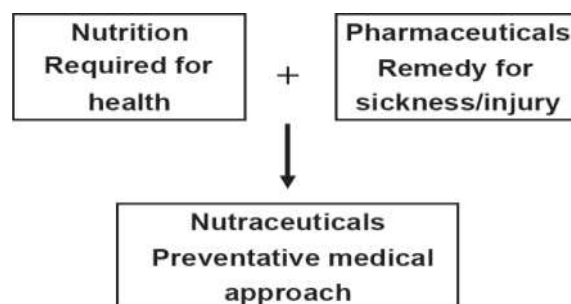 Nutrition
Required for
health
+
Pharmaceuticals
Remedy for
sickness/injury
Nutraceuticals
Preventative medical
approach